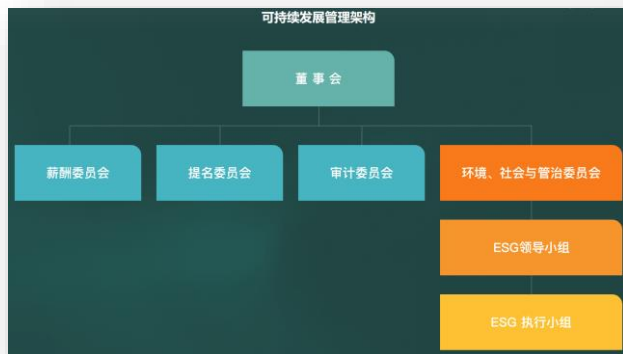 可持续发展管理架构
董 事 会
薪酬委员会
提名委员会
审计委员会
环境、社会与管治委员会
ESG领导小组
ESG 执行小组